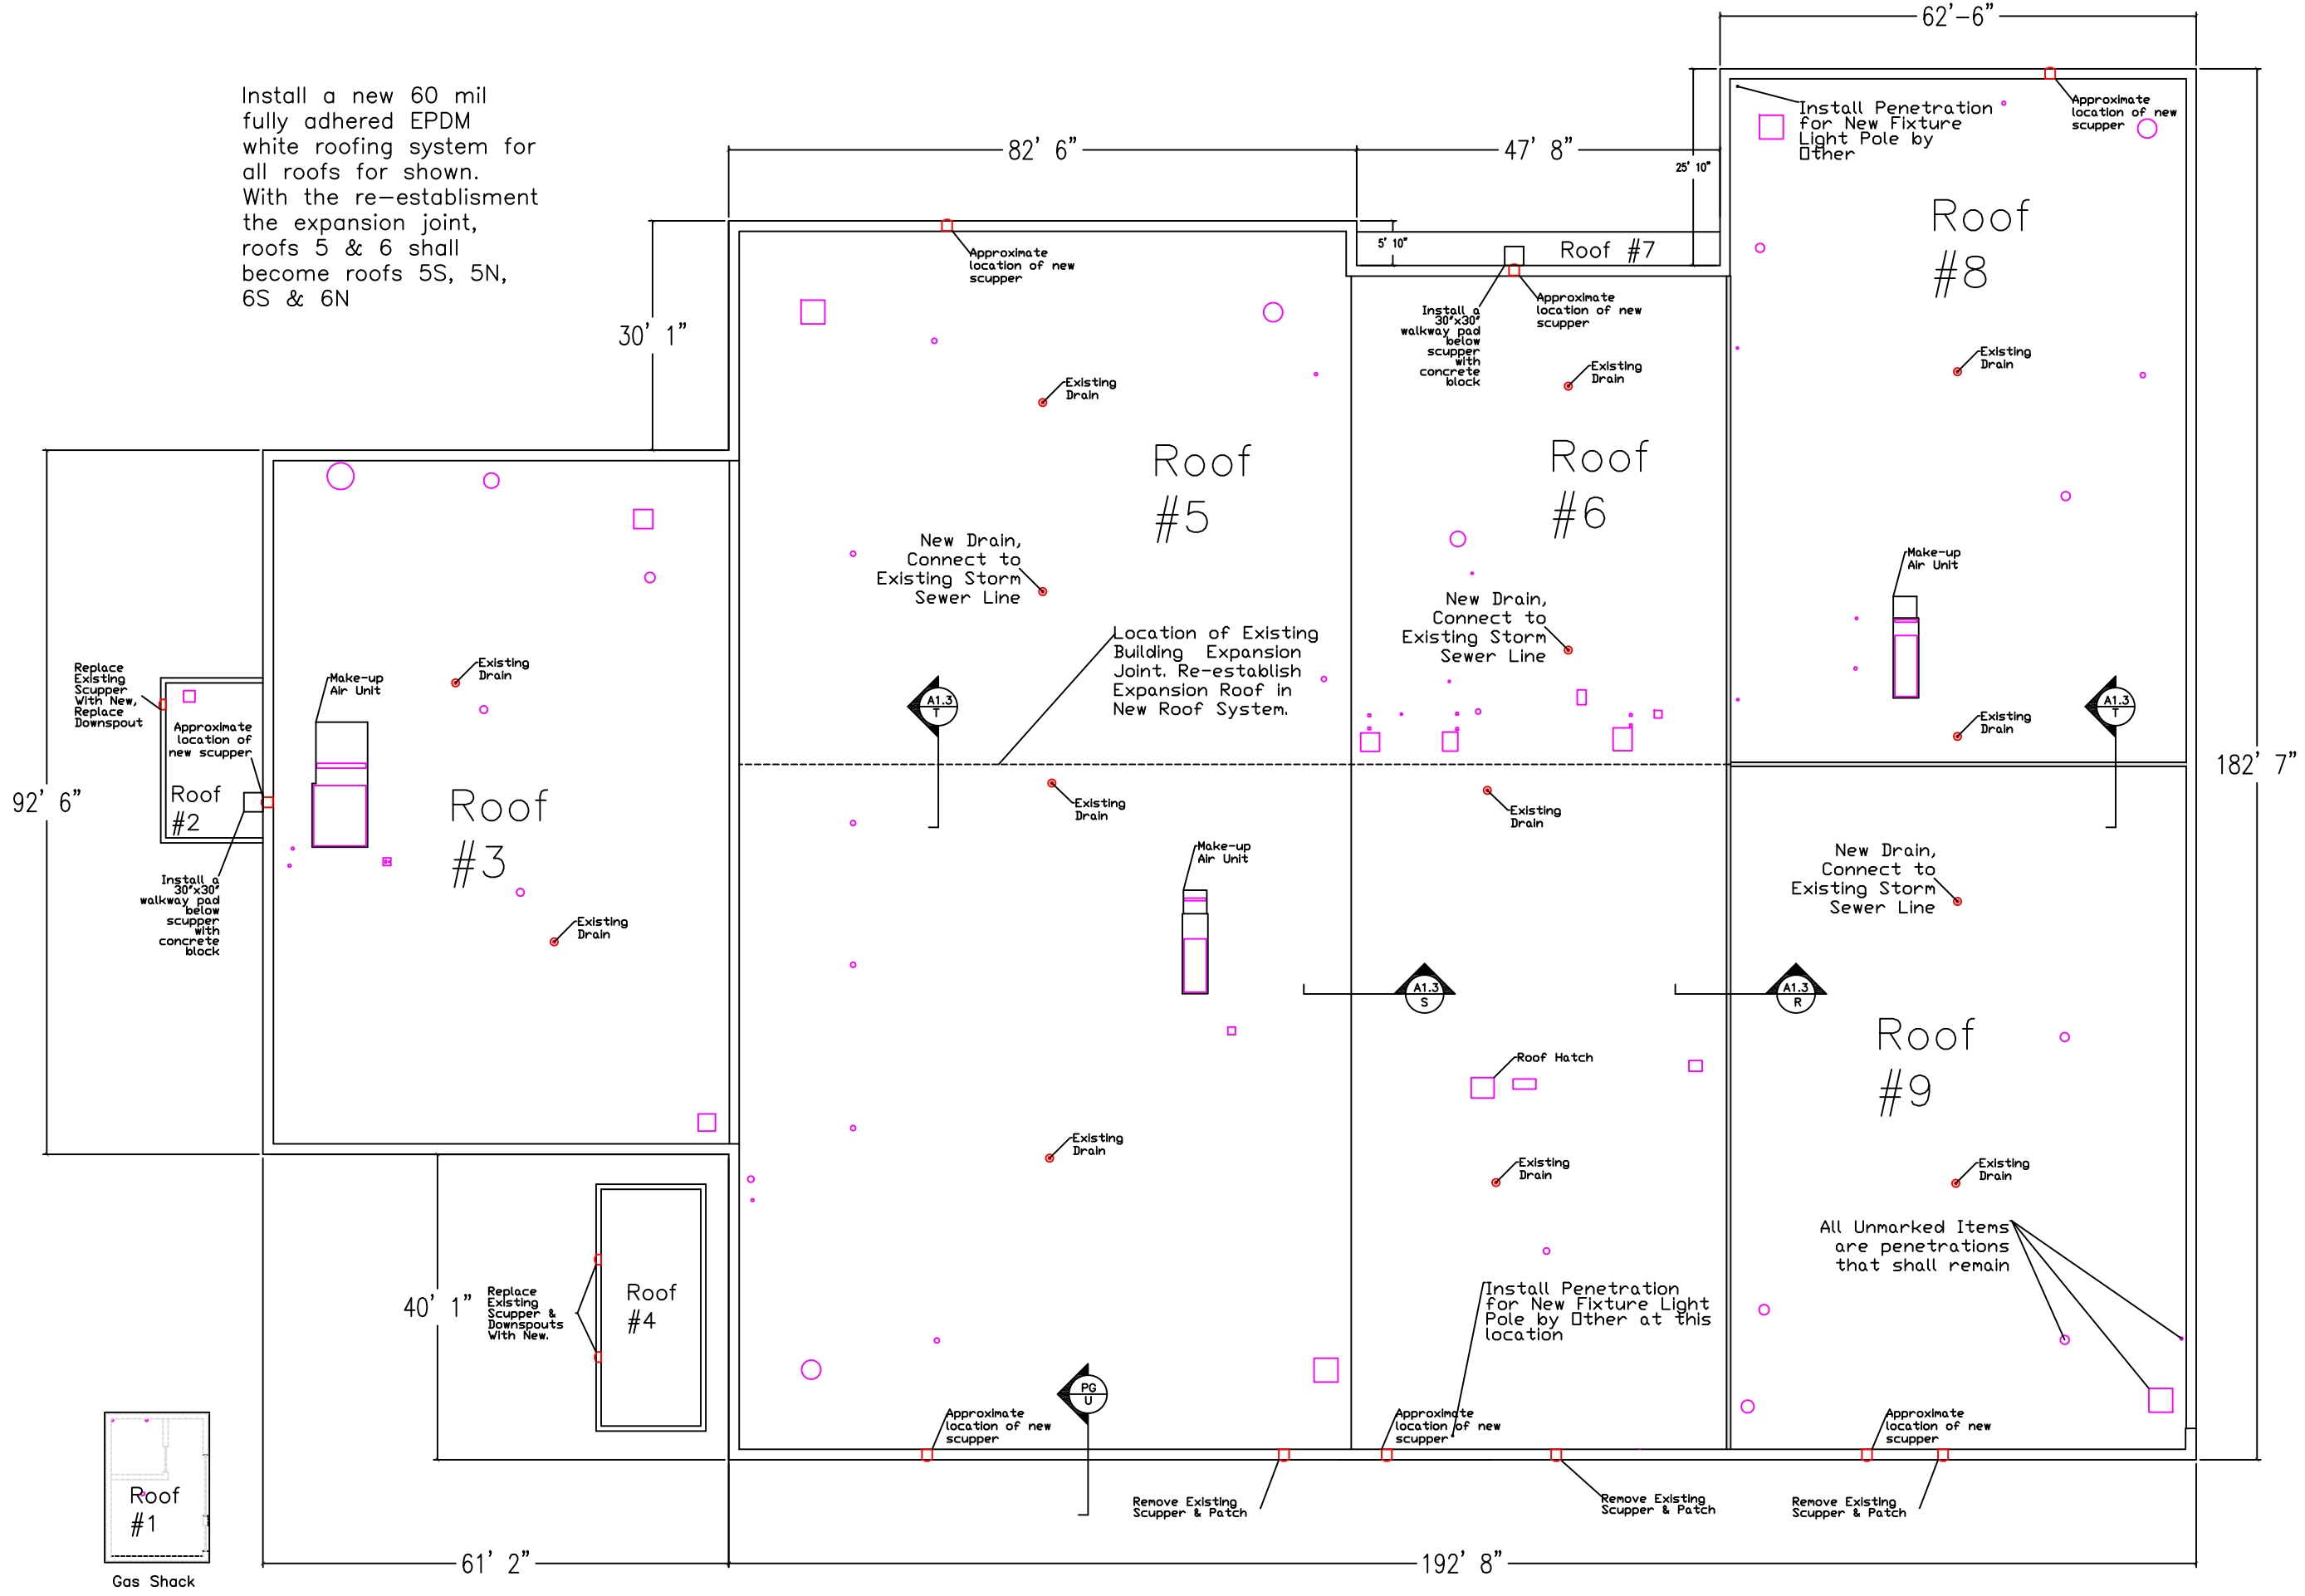 62'-6"
Install a new 60 mil
fully adhered EPDM
white roofing system for
all roofs for shown.
With the re-establisment
the expansion joint,
roofs 5 & 6 shall
become roofs 5S, 5N,
6S & 6N
82' 6"
47' 8"
25' 10"
Install Penetration
for New Fixture
Light Pole by
Other
Approximate
location of new
scupper
Roof
#8
30' 1"
Approximate
location of new
scupper
5' 10"
Roof #7
Install a
30"x30"
walkway pad
below
scupper
with
concrete
block
Approximate
location of new
scupper
Existing
Drain
Existing
Drain
Existing
Drain
Roof
#5
Roof
#6
New Drain,
Connect to
Existing Storm
Sewer Line
New Drain,
Connect to
Existing Storm
Sewer Line
Make-up
Air Unit
Location of Existing
Building Expansion
Joint. Re-establish
Expansion Roof in
New Roof System.
A1.3
T
A1.3
T
Existing
Drain
182' 7"
92' 6"
Replace
Existing
Scupper
With New,
Replace
Downspout
Approximate
location of
new scupper
Roof
#2
Make-up
Air Unit
Existing
Drain
Roof
#3
Install a
30"x30"
walkway pad
below
scupper
with
concrete
block
Existing
Drain
Existing
Drain
Existing
Drain
Make-up
Air Unit
New Drain,
Connect to
Existing Storm
Sewer Line
A1.3
S
A1.3
R
Roof
#9
Roof Hatch
Existing
Drain
Existing
Drain
Existing
Drain
All Unmarked Items
are penetrations
that shall remain
40' 1"
Replace
Existing
Scupper &
Downspouts
With New.
Roof
#4
Install Penetration
for New Fixture Light
Pole by Other at this
location
PG
U
Approximate
location of new
scupper
Approximate
location of new
scupper
Approximate
location of new
scupper
Remove Existing
Scupper & Patch
Remove Existing
Scupper & Patch
Remove Existing
Scupper & Patch
Roof
#1
Gas Shack
61' 2"
192' 8"